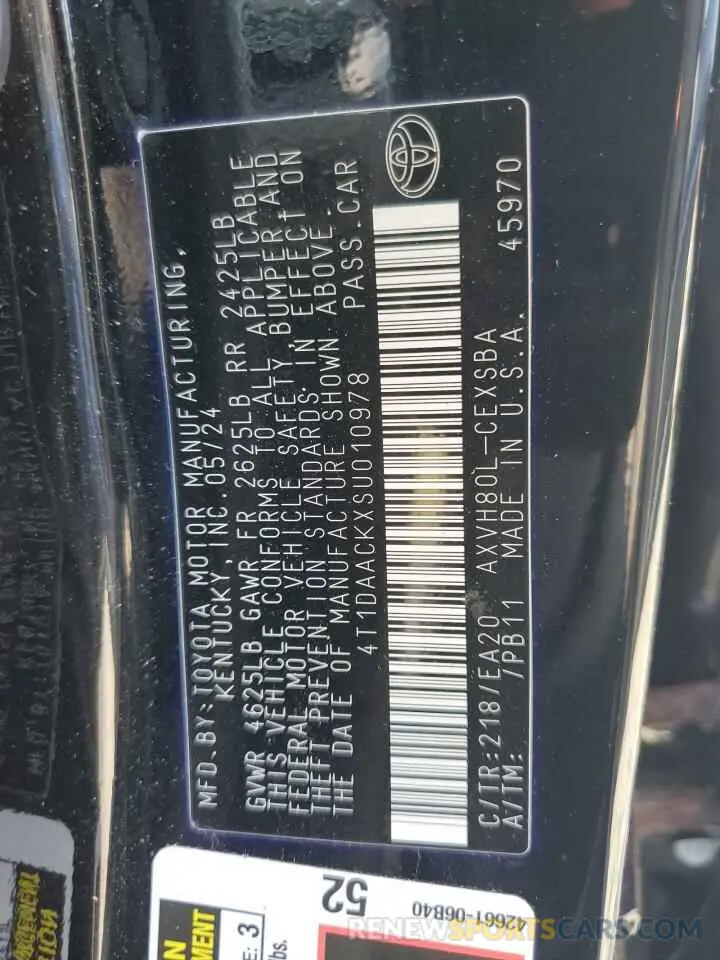 MFD.BY:TOYOTA MOTOR MANUFACTURING,
KENTUCKY, INC.05/24
GVWR 4625LB GAWR FR 2625LB RR 2425LB
THIS VEHICLE CONFORMS TO ALL APPLICABLE
FEDERAL MOTOR VEHICLE SAFETY, BUMPER AND
THEFT PREVENTION STANDARDS IN EFFECT ON
THE DATE OF MANUFACTURE SHOWN ABOVE.
4T1DAACKXSU010978 PASS.CAR
C/TR:218/EA20 AXVH80L-CEXSBA
A/TM: /PB11 MADE IN U.S.A. 45970
52
42661-06B40
3
lbs.
RENEWSYOURCAR.COM